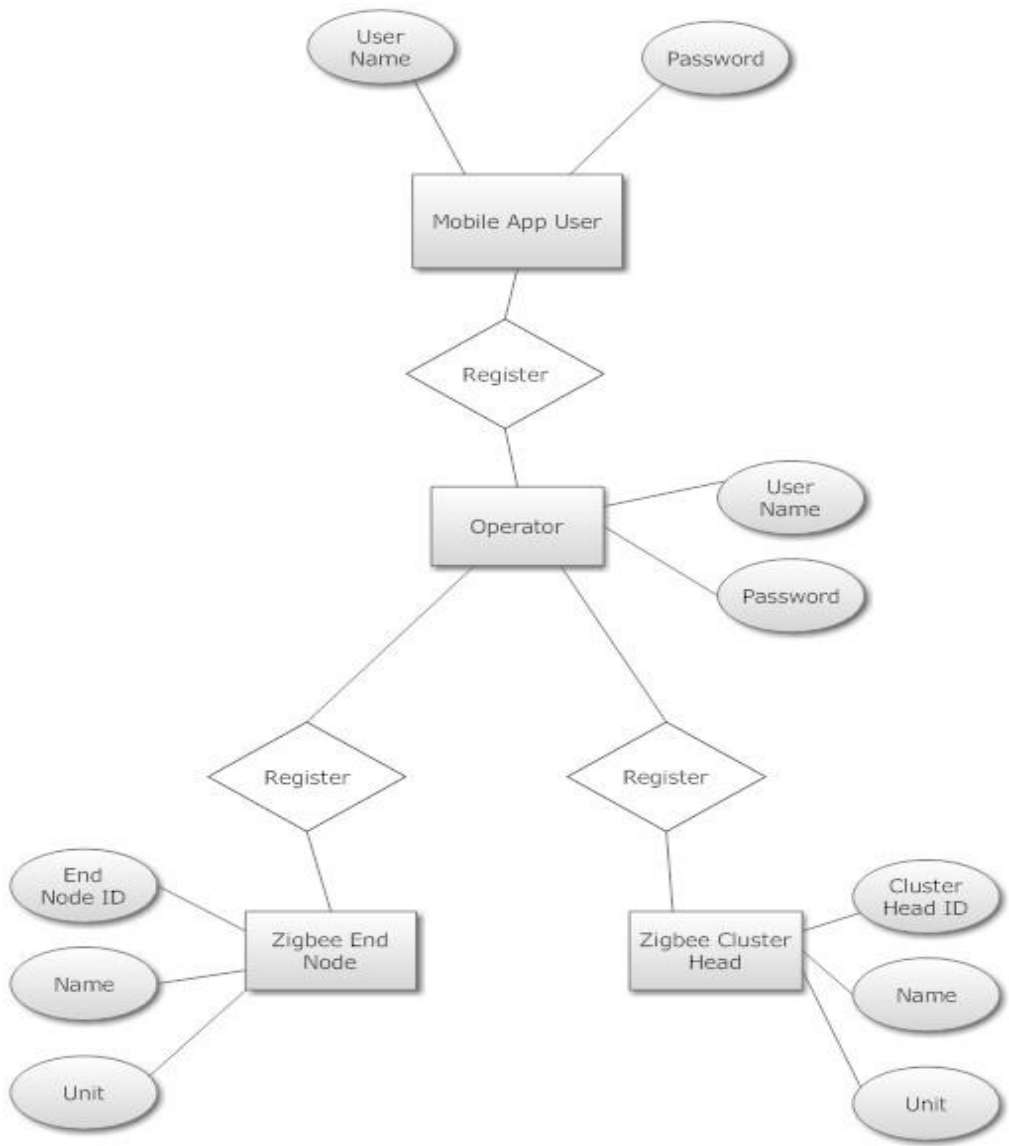 User
Name
Password
Mobile App User
Register
Operator
User
Name
Password
Register
Register
End
Node ID
Name
Unit
Zigbee End
Node
Zigbee Cluster
Head
Cluster
Head ID
Name
Unit